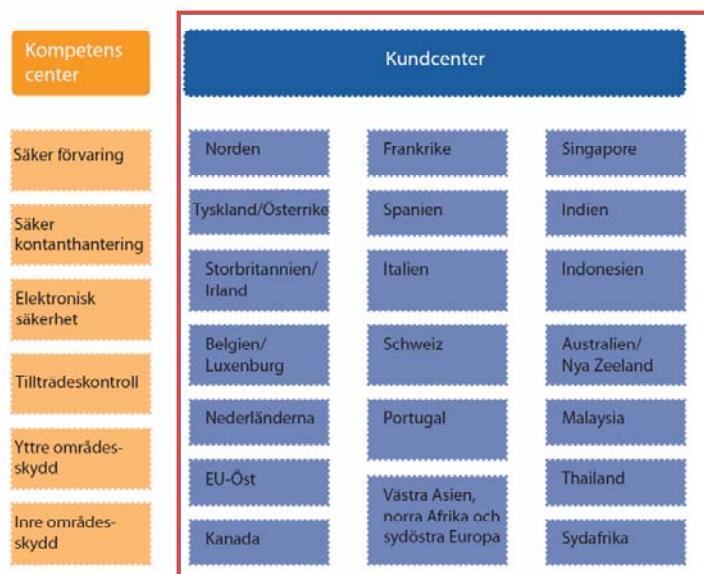 Kompetens
center
Säker förvaring
Säker
kontanthantering
Elektronisk
säkerhet
Tillträdeskontroll
Yttre områdes-
skydd
Inre områdes-
skydd
Kundcenter
Norden
Tyskland/Österrike
Storbritannien/
Irland
Belgien/
Luxenburg
Nederländerna
EU-Öst
Kanada
Frankrike
Spanien
Italien
Schweiz
Portugal
Västra Asien,
norra Afrika och
sydöstra Europa
Singapore
Indien
Indonesien
Australien/
Nya Zeeland
Malaysia
Thailand
Sydafrika